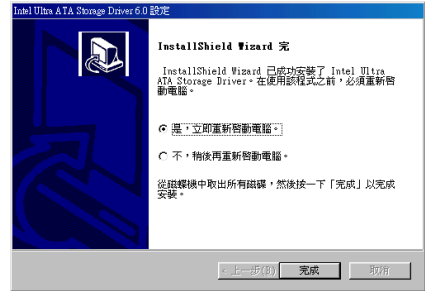 Intel Ultra ATA Storage Driver 6.0 設定
InstallShield Wizard 完
InstallShield Wizard 已成功安裝了 Intel Ultra
ATA Storage Driver。在使用該程式之前，必須重新啓
動電腦。
是，立即重新啓動電腦。
不，稍後再重新啓動電腦。
從磁碟機中取出所有磁碟，然後按一下「完成」以完成
安裝。
< 上一步(B)
完成
取消